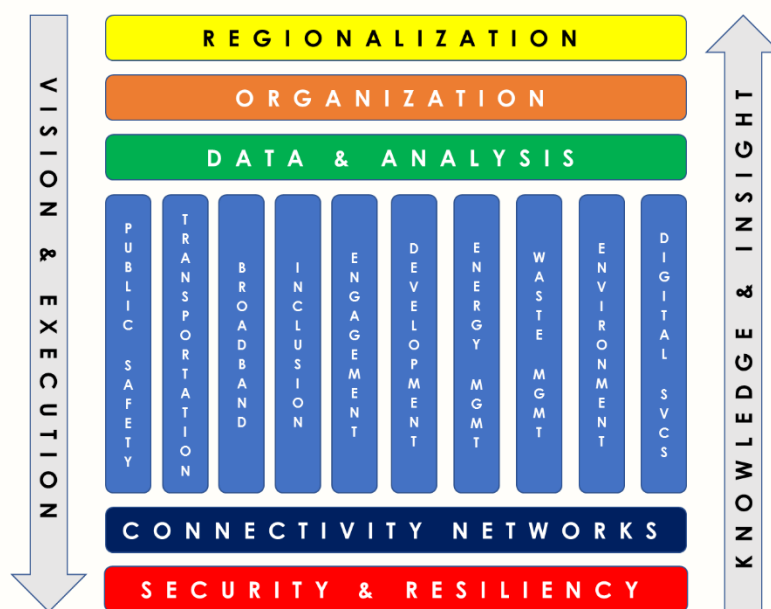 VISION & EXECUTION
REGIONALIZATION
ORGANIZATION
DATA & ANALYSIS
PUBLIC SAFETY
TRANSPORTATION
BROADBAND
INCLUSION
ENGAGEMENT
DEVELOPMENT
ENERGY MGMT
WASTE MGMT
ENVIRONMENT
DIGITAL SVCS
CONNECTIVITY NETWORKS
SECURITY & RESILIENCY
KNOWLEDGE & INSIGHT